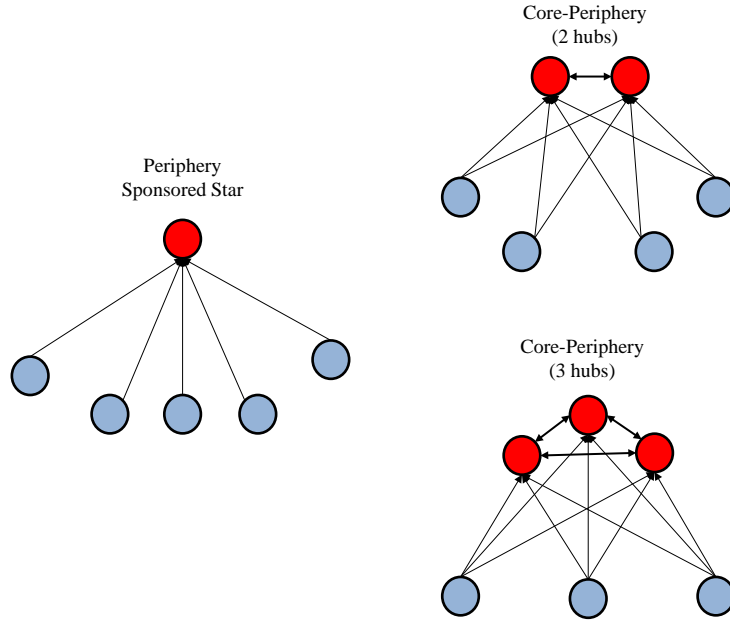 Periphery
Sponsored Star
Core-Periphery
(2 hubs)
Core-Periphery
(3 hubs)